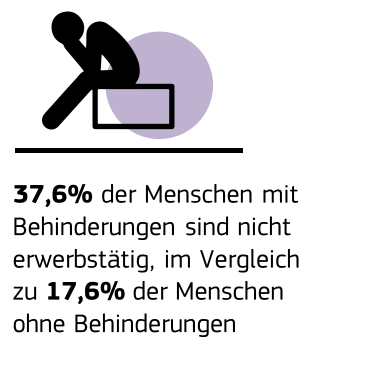 37,6% der Menschen mit
Behinderungen sind nicht
erwerbstätig, im Vergleich
zu 17,6% der Menschen
ohne Behinderungen